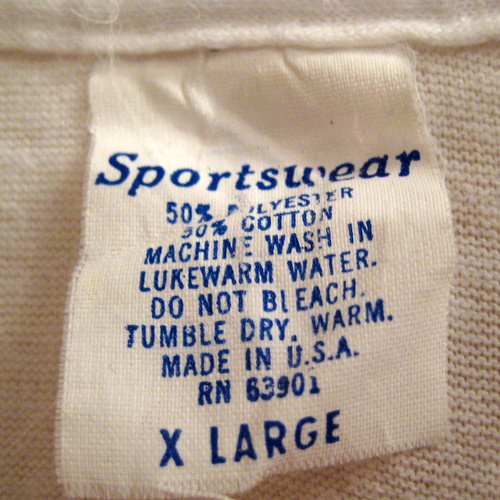 Sportswear
50% POLYESTER
50% COTTON
MACHINE WASH IN
LUKEWARM WATER.
DO NOT BLEACH.
TUMBLE DRY, WARM.
MADE IN U.S.A.
RN 63901
X LARGE